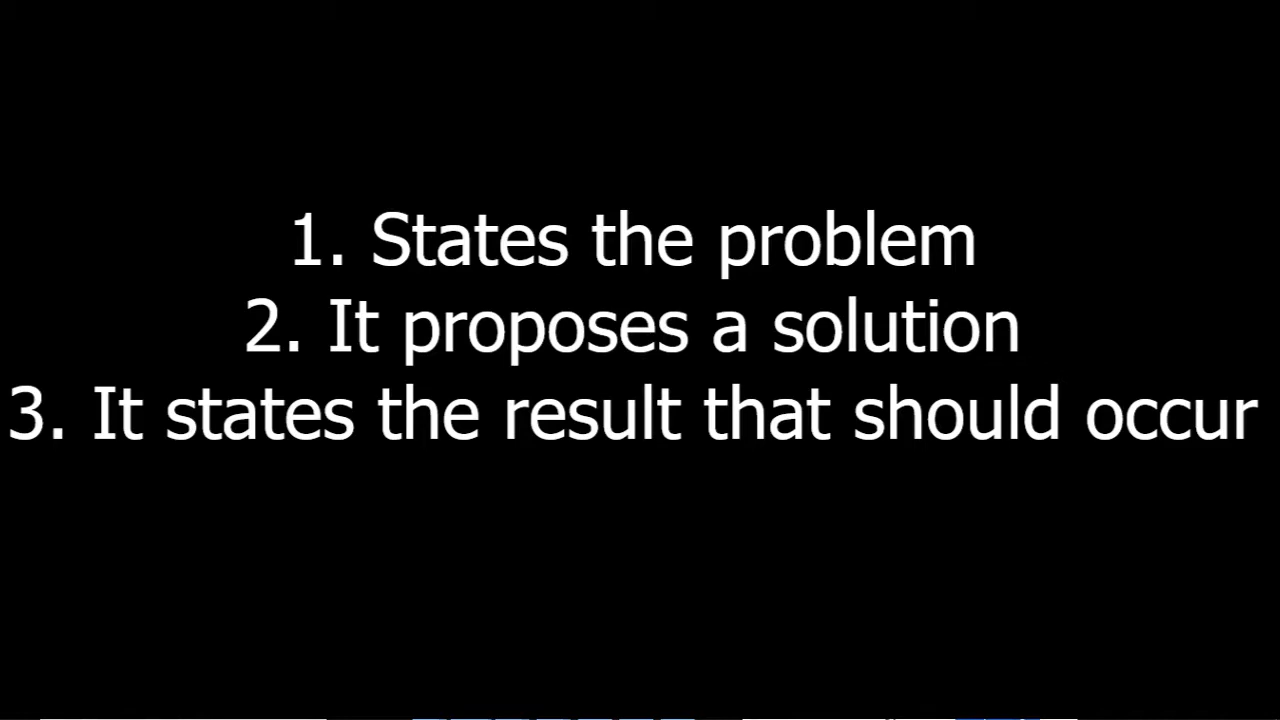 1. States the problem
2. It proposes a solution
3. It states the result that should occur